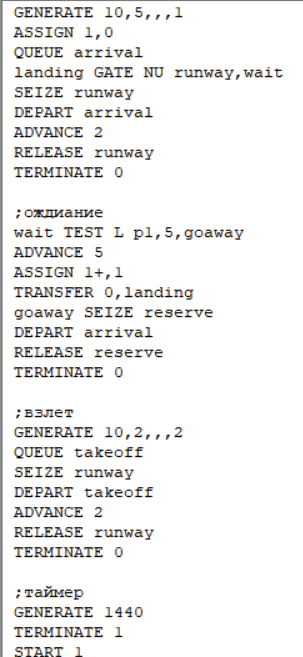 GENERATE 10,5,,,1
ASSIGN 1,0
QUEUE arrival
landing GATE NU runway,wait
SEIZE runway
DEPART arrival
ADVANCE 2
RELEASE runway
TERMINATE 0

;ождиание
wait TEST L p1,5,goaway
ADVANCE 5
ASSIGN 1+,1
TRANSFER 0,landing
goaway SEIZE reserve
DEPART arrival
RELEASE reserve
TERMINATE 0

;взлет
GENERATE 10,2,,,2
QUEUE takeoff
SEIZE runway
DEPART takeoff
ADVANCE 2
RELEASE runway
TERMINATE 0

;таймер
GENERATE 1440
TERMINATE 1
START 1